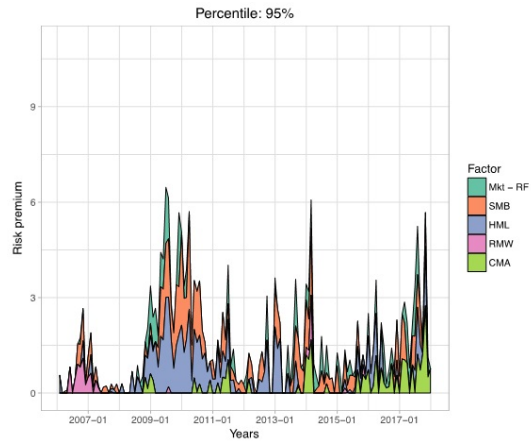 Percentile: 95%
Risk premium
9
6
3
0
2007−01 2009−01 2011−01 2013−01 2015−01 2017−01
Years
Factor
Mkt − RF
SMB
HML
RMW
CMA